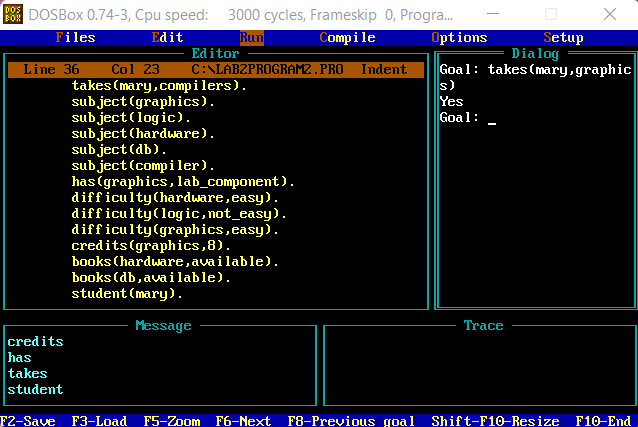 DOS BOX
DOSBox 0.74-3, Cpu speed: 3000 cycles, Frameskip 0, Progra...
Files Edit Run Compile Options Setup
Editor
Line 36 Col 23 C:\LAB2PROGRAM2.PRO Indent
takes(mary,compilers).
subject(graphics).
subject(logic).
subject(hardware).
subject(db).
subject(compiler).
has(graphics,lab_component).
difficulty(hardware,easy).
difficulty(logic,not_easy).
difficulty(graphics,easy).
credits(graphics,8).
books(hardware,available).
books(db,available).
student(mary).
Dialog
Goal: takes(mary,graphic
s)
Yes
Goal: _
Message
credits
has
takes
student
Trace
F2-Save F3-Load F5-Zoom F6-Next F8-Previous goal Shift-F10-Resize F10-End